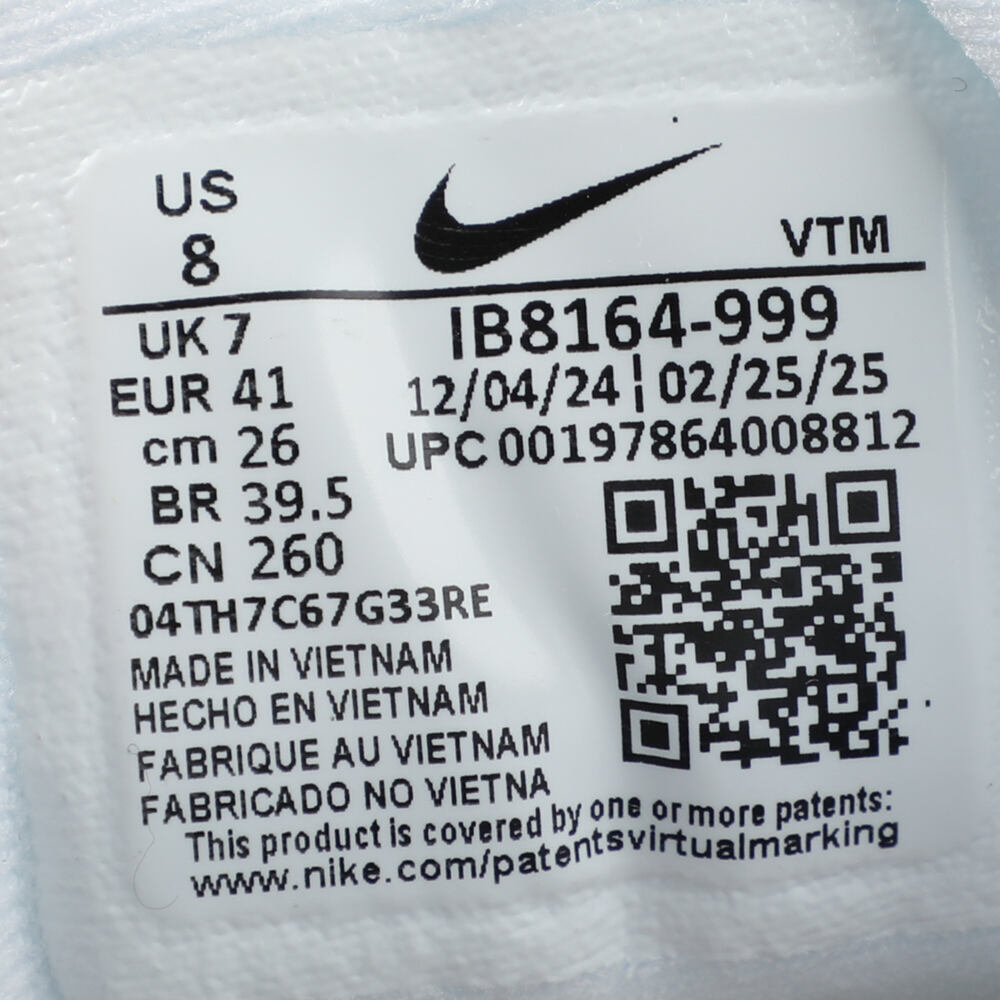 US
8
VTM
UK 7
EUR 41
cm 26
BR 39.5
CN 260
IB8164-999
12/04/24 | 02/25/25
UPC 00197864008812
04TH7C67G33RE
MADE IN VIETNAM
HECHO EN VIETNAM
FABRIQUE AU VIETNAM
FABRICADO NO VIETNA
This product is covered by one or more patents:
www.nike.com/patentsvirtualmarking